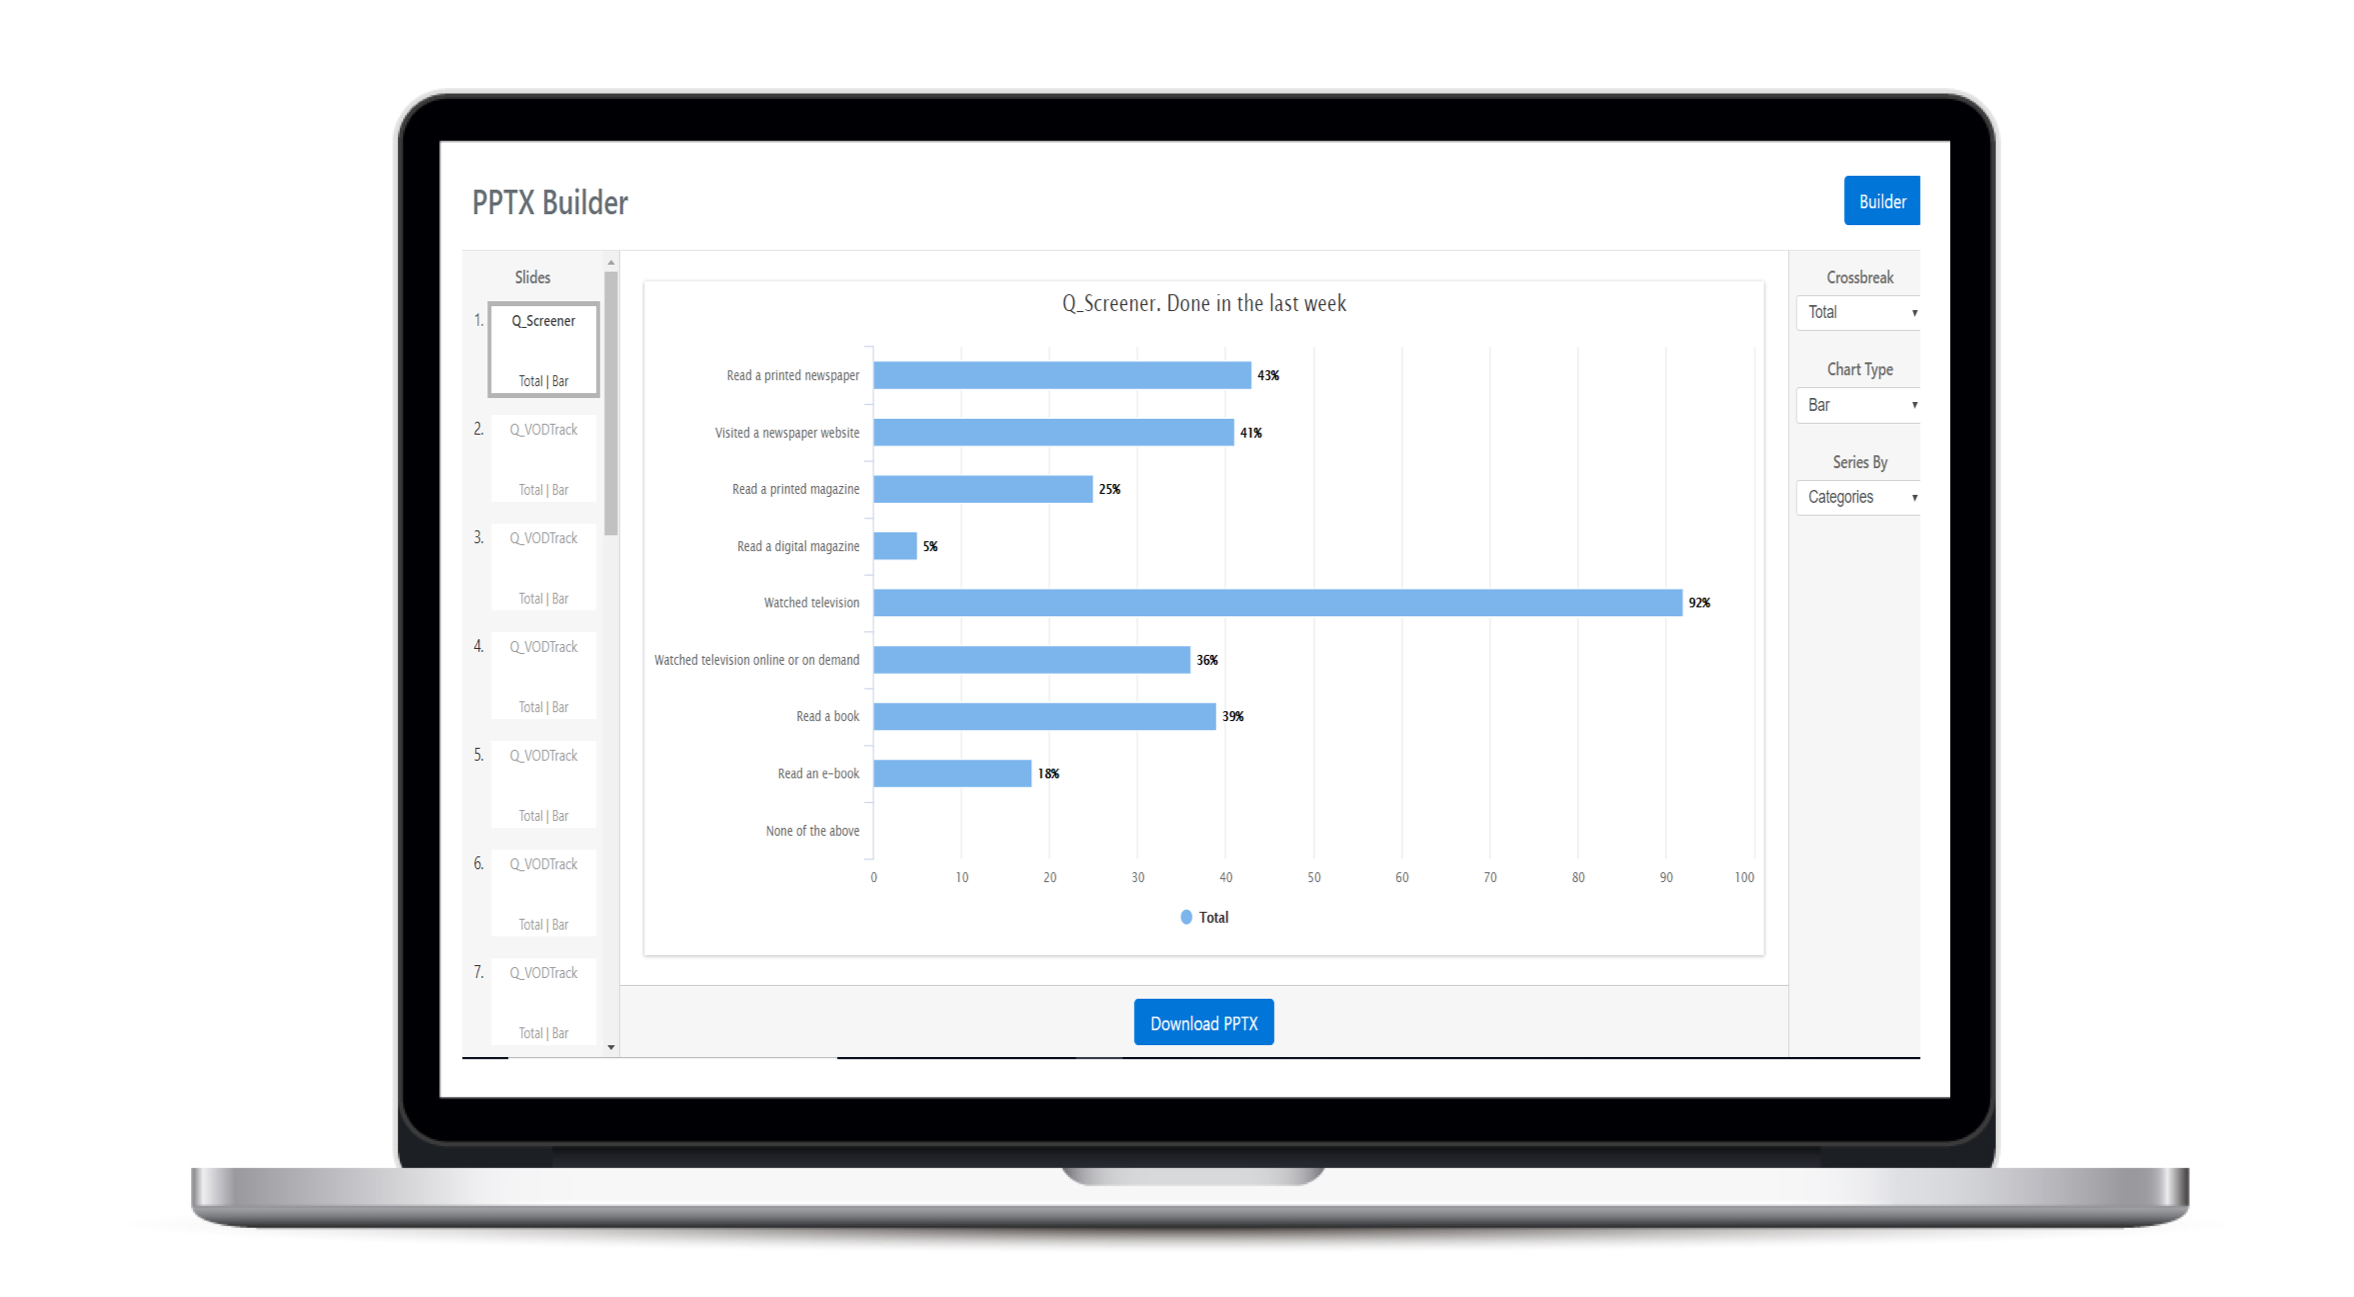 PPTX Builder
Builder
Slides
1.
Q_Screener
Total | Bar
2.
Q_VODTrack
Total | Bar
3.
Q_VODTrack
Total | Bar
4.
Q_VODTrack
Total | Bar
5.
Q_VODTrack
Total | Bar
6.
Q_VODTrack
Total | Bar
7.
Q_VODTrack
Total | Bar
Q_Screener. Done in the last week
Read a printed newspaper 43%
Visited a newspaper website 41%
Read a printed magazine 25%
Read a digital magazine 5%
Watched television 92%
Watched television online or on demand 36%
Read a book 39%
Read an e-book 18%
None of the above
0 10 20 30 40 50 60 70 80 90 100
Total
Download PPTX
Crossbreak
Total
Chart Type
Bar
Series By
Categories